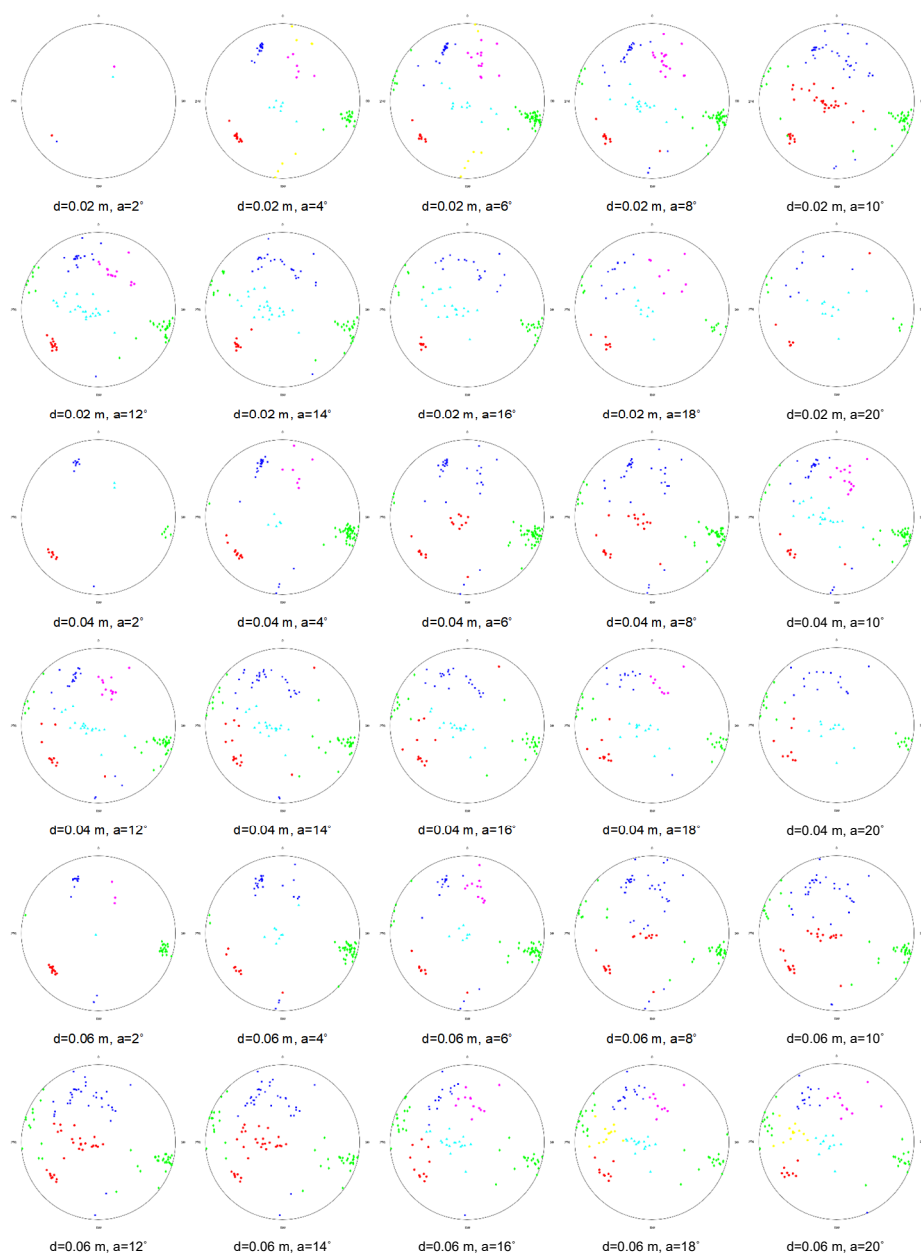 d=0.02 m, a=2° d=0.02 m, a=4° d=0.02 m, a=6° d=0.02 m, a=8° d=0.02 m, a=10°
d=0.02 m, a=12° d=0.02 m, a=14° d=0.02 m, a=16° d=0.02 m, a=18° d=0.02 m, a=20°
d=0.04 m, a=2° d=0.04 m, a=4° d=0.04 m, a=6° d=0.04 m, a=8° d=0.04 m, a=10°
d=0.04 m, a=12° d=0.04 m, a=14° d=0.04 m, a=16° d=0.04 m, a=18° d=0.04 m, a=20°
d=0.06 m, a=2° d=0.06 m, a=4° d=0.06 m, a=6° d=0.06 m, a=8° d=0.06 m, a=10°
d=0.06 m, a=12° d=0.06 m, a=14° d=0.06 m, a=16° d=0.06 m, a=18° d=0.06 m, a=20°